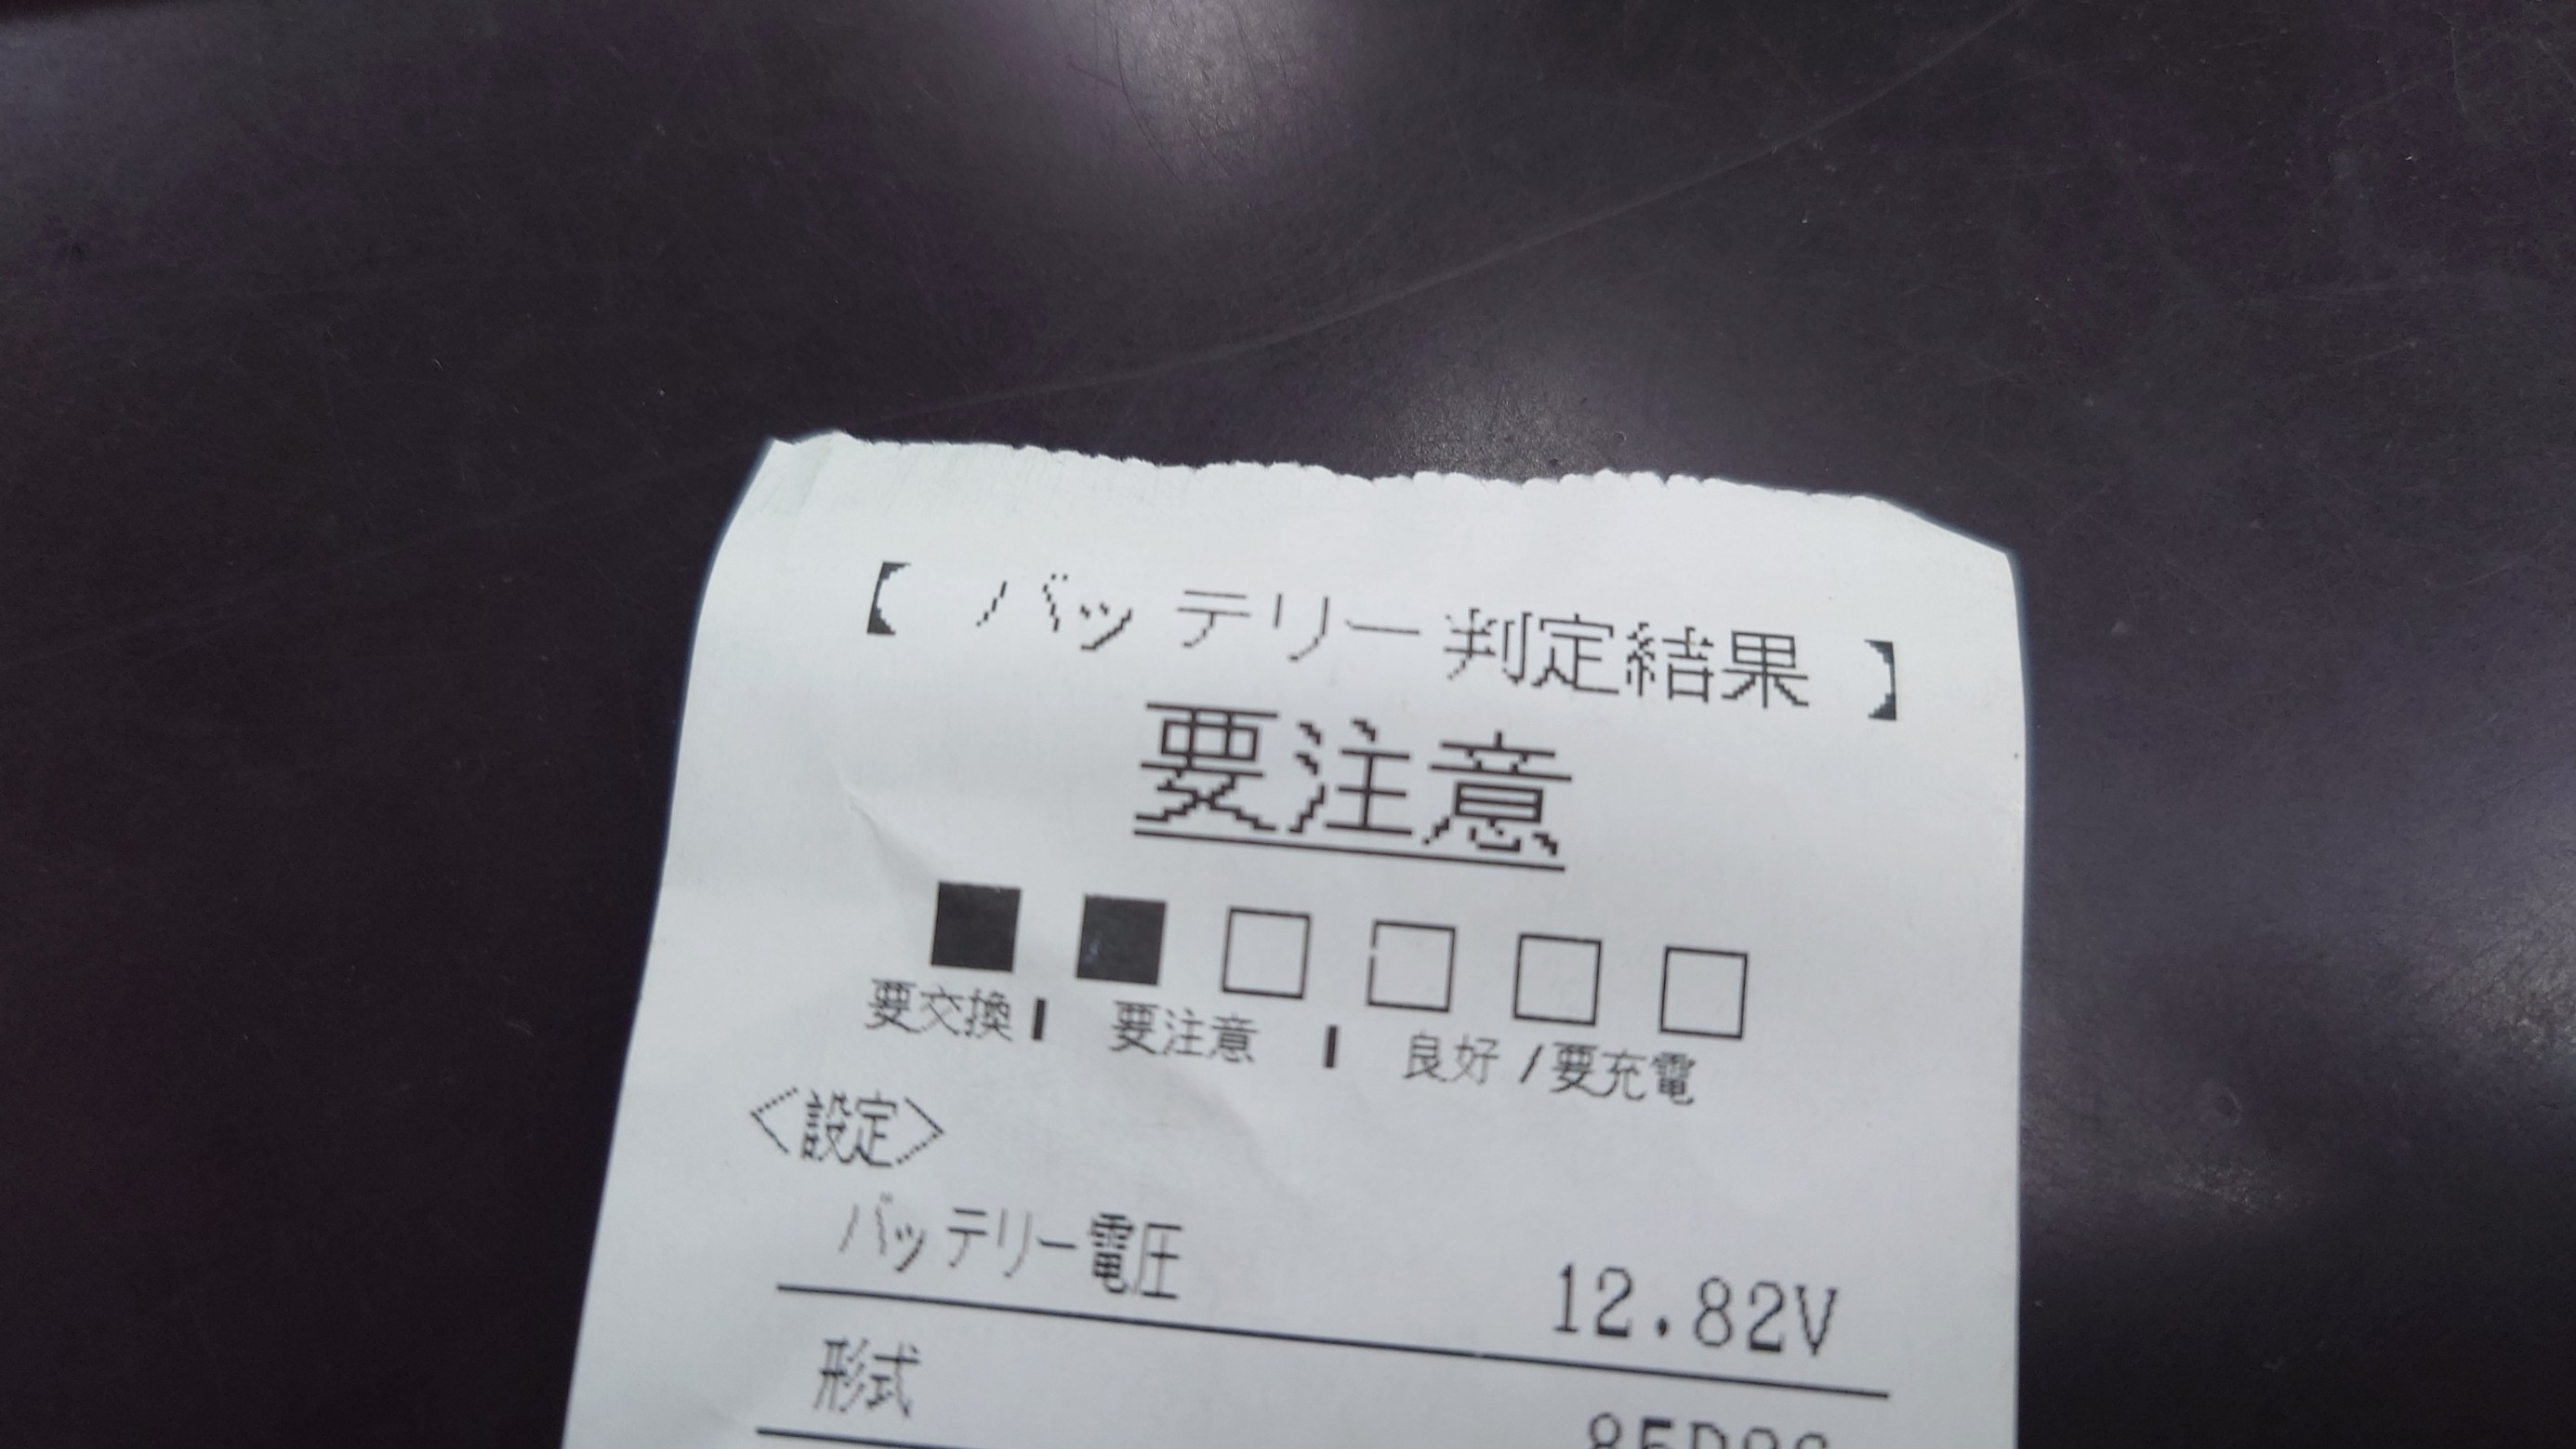 【 バッテリー判定結果 】
要注意
■ ■ □ □ □ □
要交換 | 要注意 | 良好 / 要充電
〈設定〉
バッテリー電圧 12.82V
形式